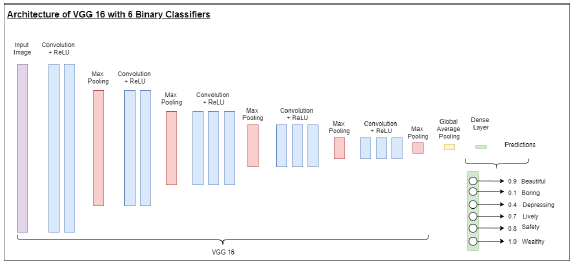 Architecture of VGG 16 with 6 Binary Classifiers
Input
Image
Convolution
+ ReLU
Max
Pooling
Convolution
+ ReLU
Max
Pooling
Convolution
+ ReLU
Max
Pooling
Convolution
+ ReLU
Max
Pooling
Convolution
+ ReLU
Max
Pooling
Global
Average
Pooling
Dense
Layer
Predictions
0.9 Beautiful
0.1 Boring
0.4 Depressing
0.7 Lively
0.8 Safety
1.0 Wealthy
VGG 16